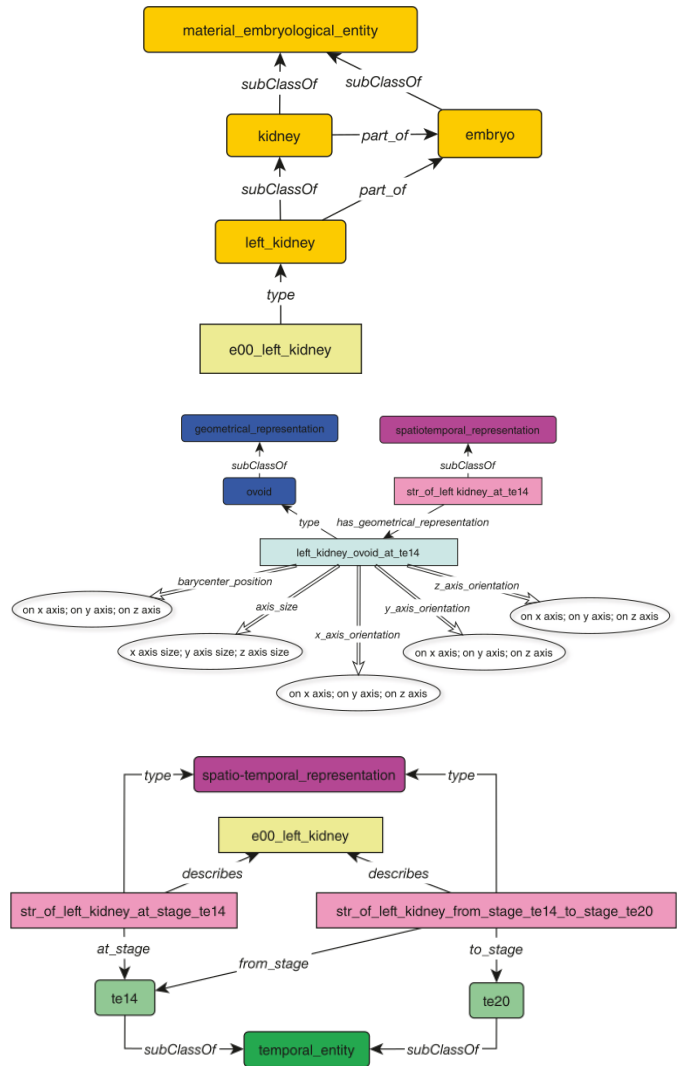 material_embryological_entity
subClassOf
subClassOf
kidney
part_of
embryo
subClassOf
part_of
left_kidney
type
e00_left_kidney
geometrical_representation
spatiotemporal_representation
subClassOf
subClassOf
ovoid
str_of_left kidney_at_te14
type
has_geometrical_representation
left_kidney_ovoid_at_te14
barycenter_position
z_axis_orientation
on x axis; on y axis; on z axis
axis_size
y_axis_orientation
on x axis; on y axis; on z axis
x_axis_orientation
x axis size; y axis size; z axis size
on x axis; on y axis; on z axis
on x axis; on y axis; on z axis
type
spatio-temporal_representation
type
e00_left_kidney
describes
describes
str_of_left_kidney_at_stage_te14
str_of_left_kidney_from_stage_te14_to_stage_te20
at_stage
from_stage
to_stage
te14
te20
subClassOf
temporal_entity
subClassOf